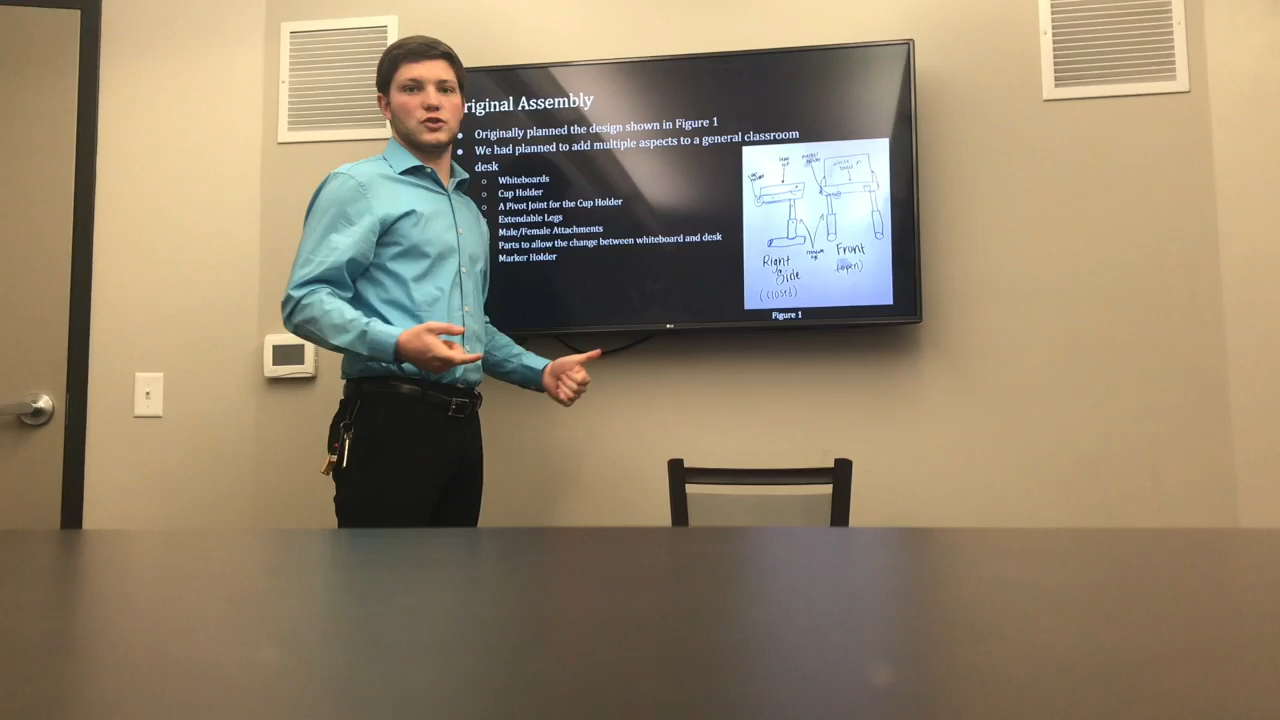 riginal Assembly
Originally planned the design shown in Figure 1
We had planned to add multiple aspects to a general classroom
desk
Whiteboards
Cup Holder
A Pivot Joint for the Cup Holder
Extendable Legs
Male/Female Attachments
Parts to allow the change between whiteboard and desk
Marker Holder
Right
Side
(closed)
Front
(open)
Figure 1
LG